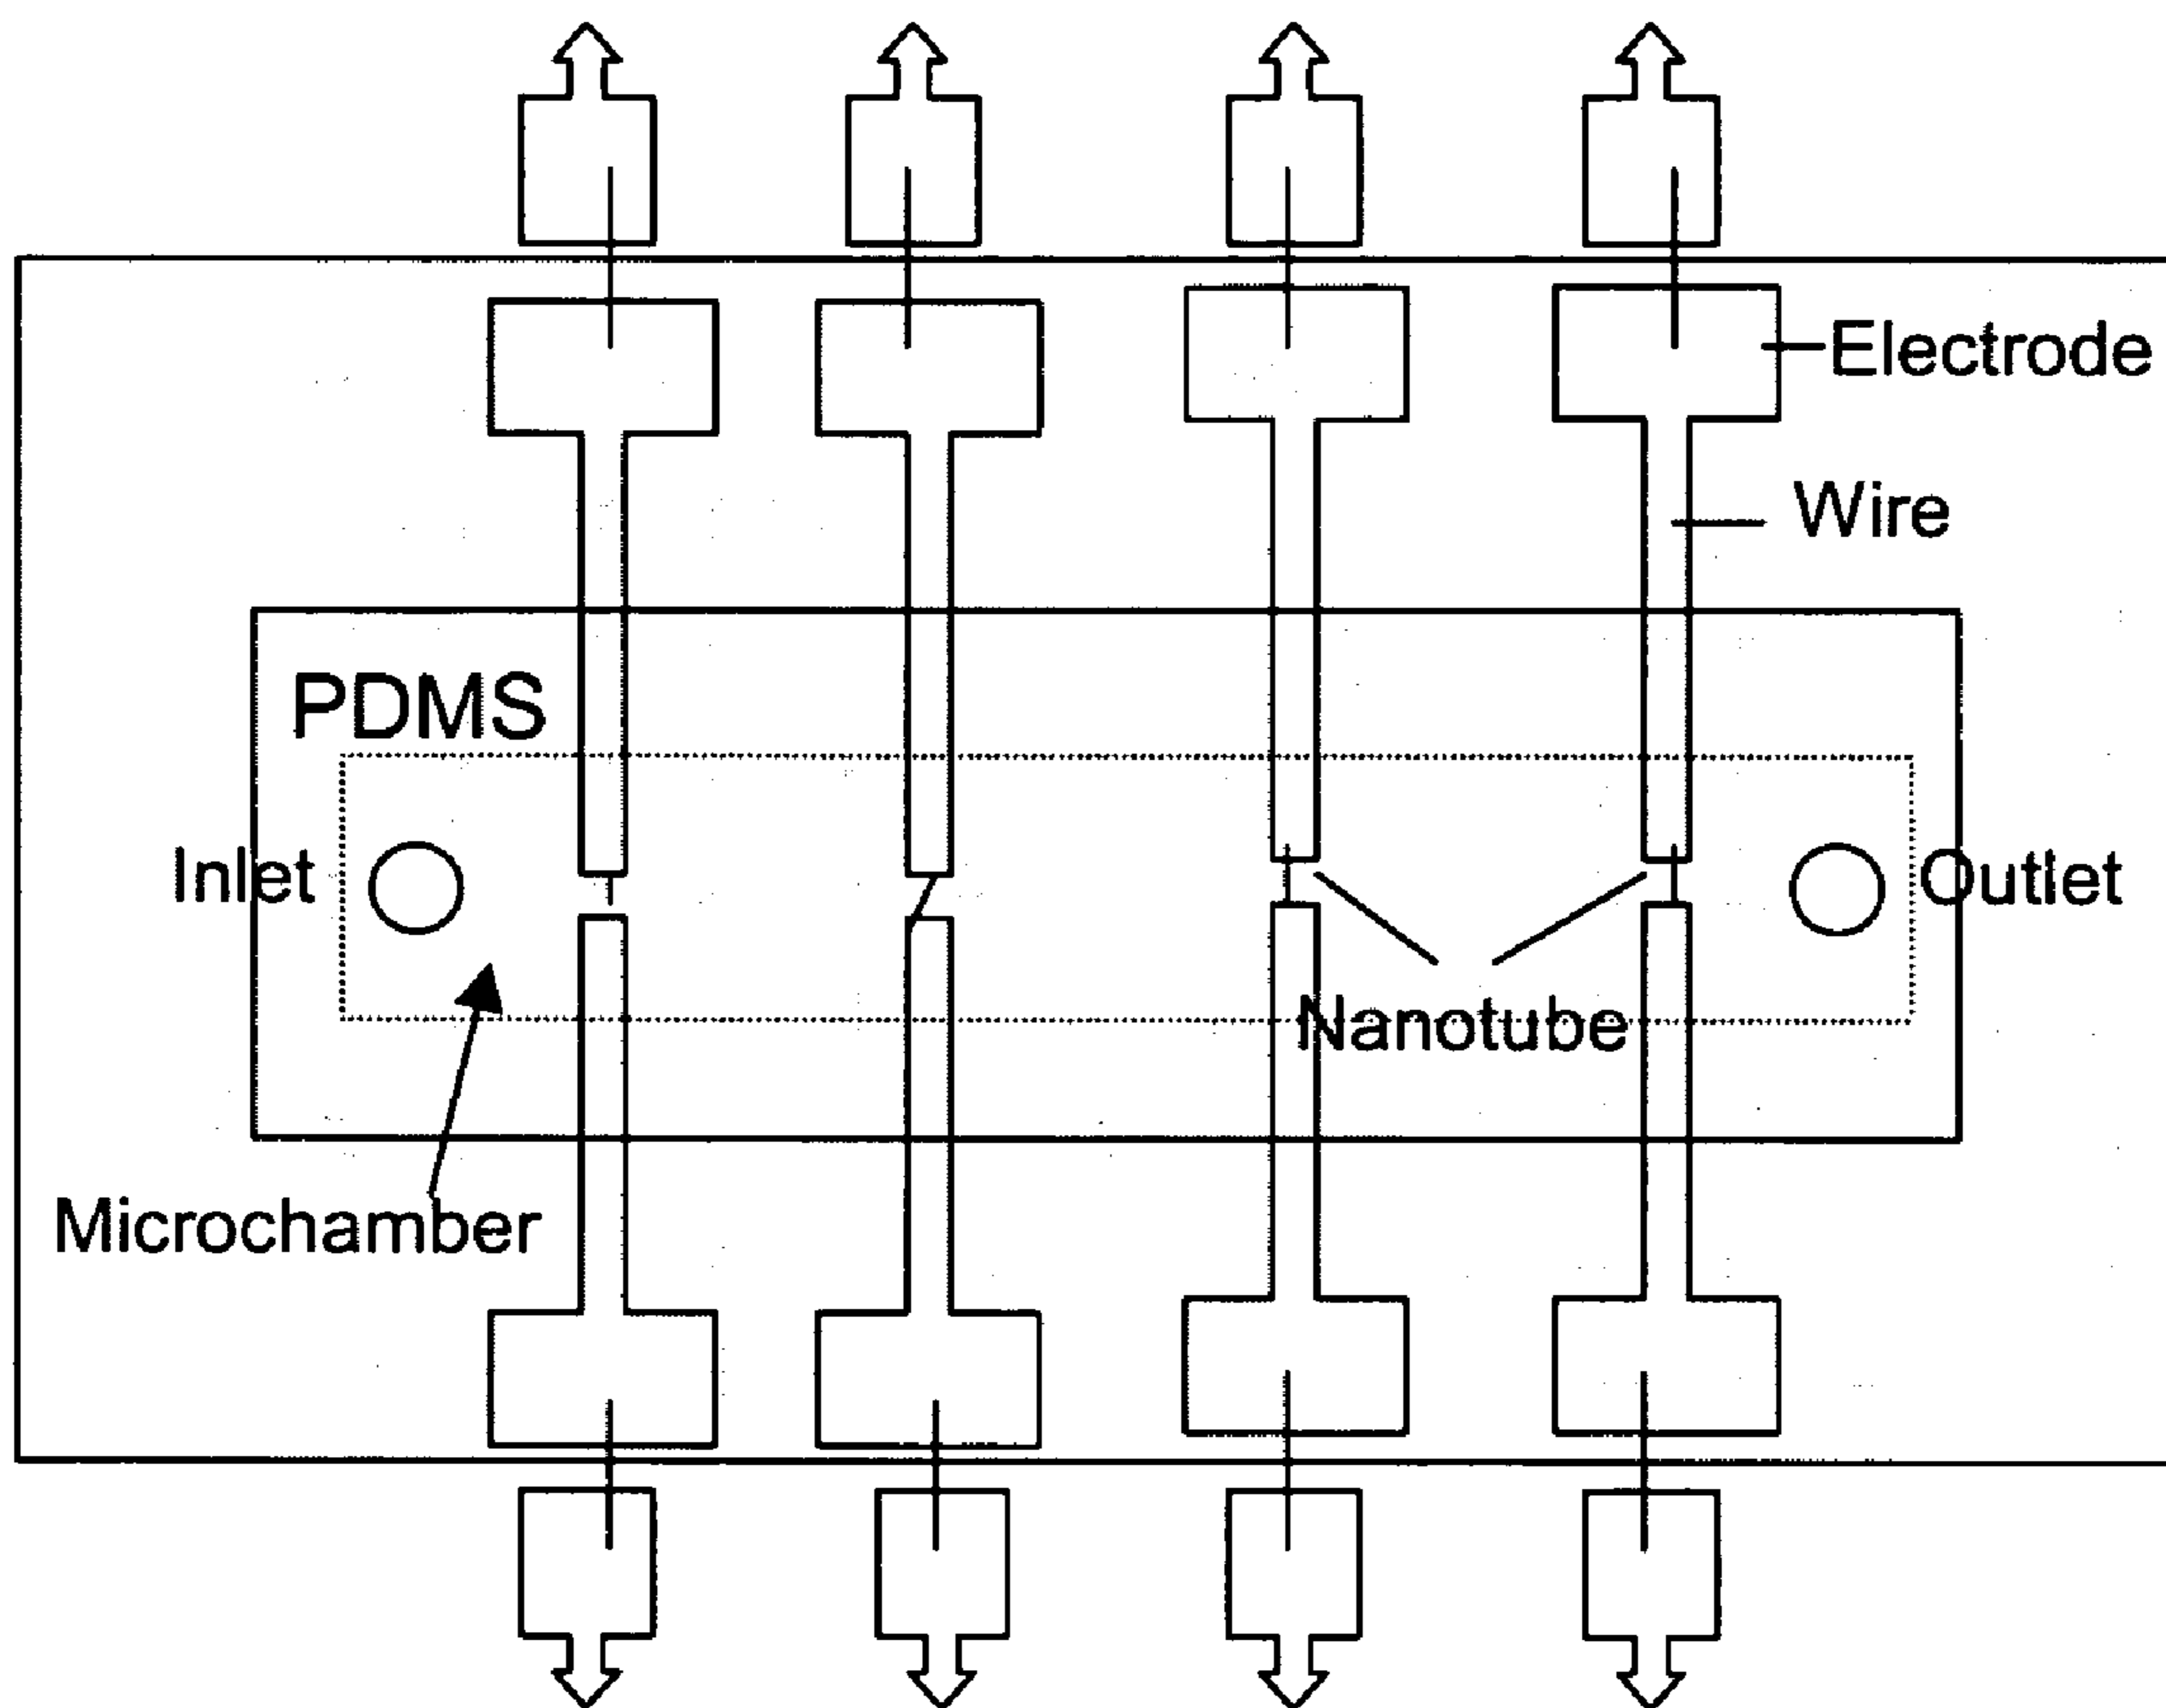 Electrode
Wire
PDMS
Inlet
Outlet
Nanotube
Microchamber